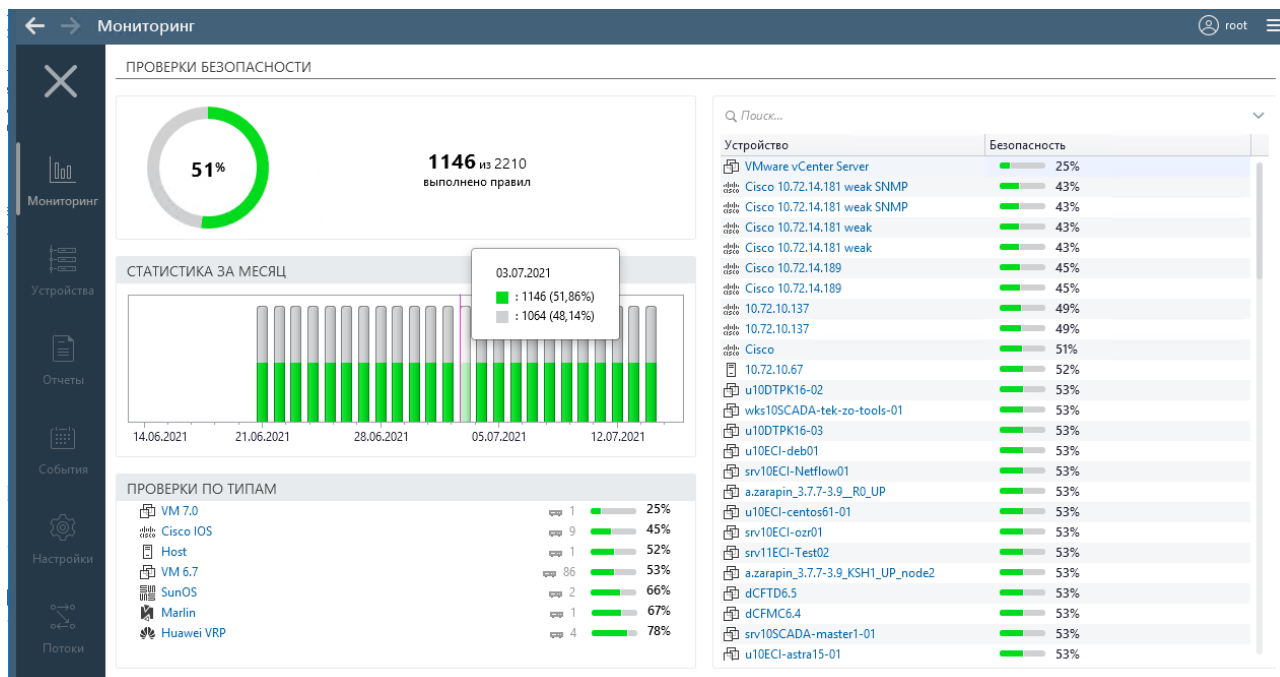 Мониторинг
root
ПРОВЕРКИ БЕЗОПАСНОСТИ
Мониторинг
Устройства
Отчеты
События
Настройки
Потоки
51%
1146 из 2210
выполнено правил
СТАТИСТИКА ЗА МЕСЯЦ
03.07.2021
: 1146 (51,86%)
: 1064 (48,14%)
14.06.2021 21.06.2021 28.06.2021 05.07.2021 12.07.2021
ПРОВЕРКИ ПО ТИПАМ
VM 7.0 1 25%
Cisco IOS 9 45%
Host 1 52%
VM 6.7 86 53%
SunOS 2 66%
Marlin 1 67%
Huawei VRP 4 78%
Поиск...
Устройство Безопасность
VMware vCenter Server 25%
Cisco 10.72.14.181 weak SNMP 43%
Cisco 10.72.14.181 weak SNMP 43%
Cisco 10.72.14.181 weak 43%
Cisco 10.72.14.181 weak 43%
Cisco 10.72.14.189 45%
Cisco 10.72.14.189 45%
10.72.10.137 49%
10.72.10.137 49%
Cisco 51%
10.72.10.67 52%
u10DTPK16-02 53%
wks10SCADA-tek-zo-tools-01 53%
u10DTPK16-03 53%
u10ECI-deb01 53%
srv10ECI-Netflow01 53%
a.zarapin_3.7.7-3.9__R0_UP 53%
u10ECI-centos61-01 53%
srv10ECI-ozr01 53%
srv11ECI-Test02 53%
a.zarapin_3.7.7-3.9_KSH1_UP_node2 53%
dCFTD6.5 53%
dCFMC6.4 53%
srv10SCADA-master1-01 53%
u10ECI-astra15-01 53%